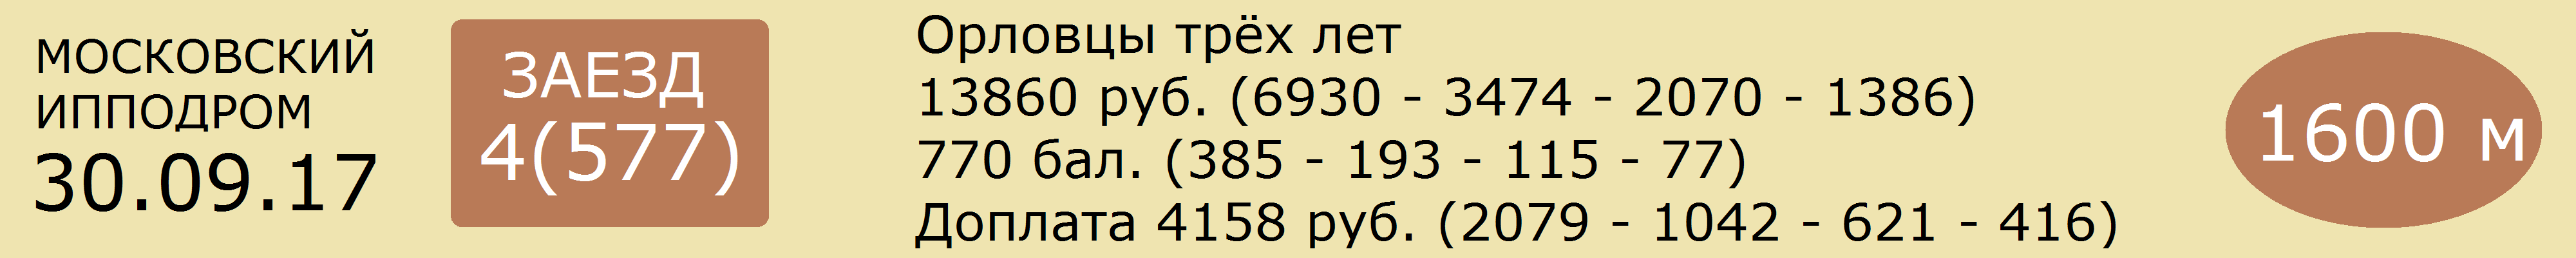 МОСКОВСКИЙ
ИППОДРОМ
30.09.17
ЗАЕЗД
4(577)
Орловцы трёх лет
13860 руб. (6930 - 3474 - 2070 - 1386)
770 бал. (385 - 193 - 115 - 77)
Доплата 4158 руб. (2079 - 1042 - 621 - 416)
1600 м